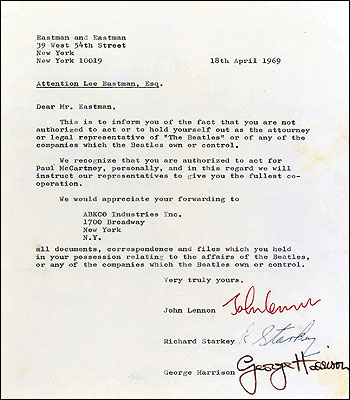 Eastman and Eastman
39 West 54th Street
New York
New York 10019
18th April 1969
Attention Lee Eastman, Esq.
Dear Mr. Eastman,
This is to inform you of the fact that you are not
authorized to act or to hold yourself out as the attourney
or legal representative of "The Beatles" or of any of the
companies which the Beatles own or control.
We recognize that you are authorized to act for
Paul McCartney, personally, and in this regard we will
instruct our representatives to give you the fullest co-
operation.
We would appreciate your forwarding to
ABKCO Industries Inc.
1700 Broadway
New York
N.Y.
all documents, correspondence and files which you hold
in your possession relating to the affairs of the Beatles,
or any of the companies which the Beatles own or control.
Very truly yours,
John Lennon John Lennon
Richard Starkey R Starkey
George Harrison George Harrison